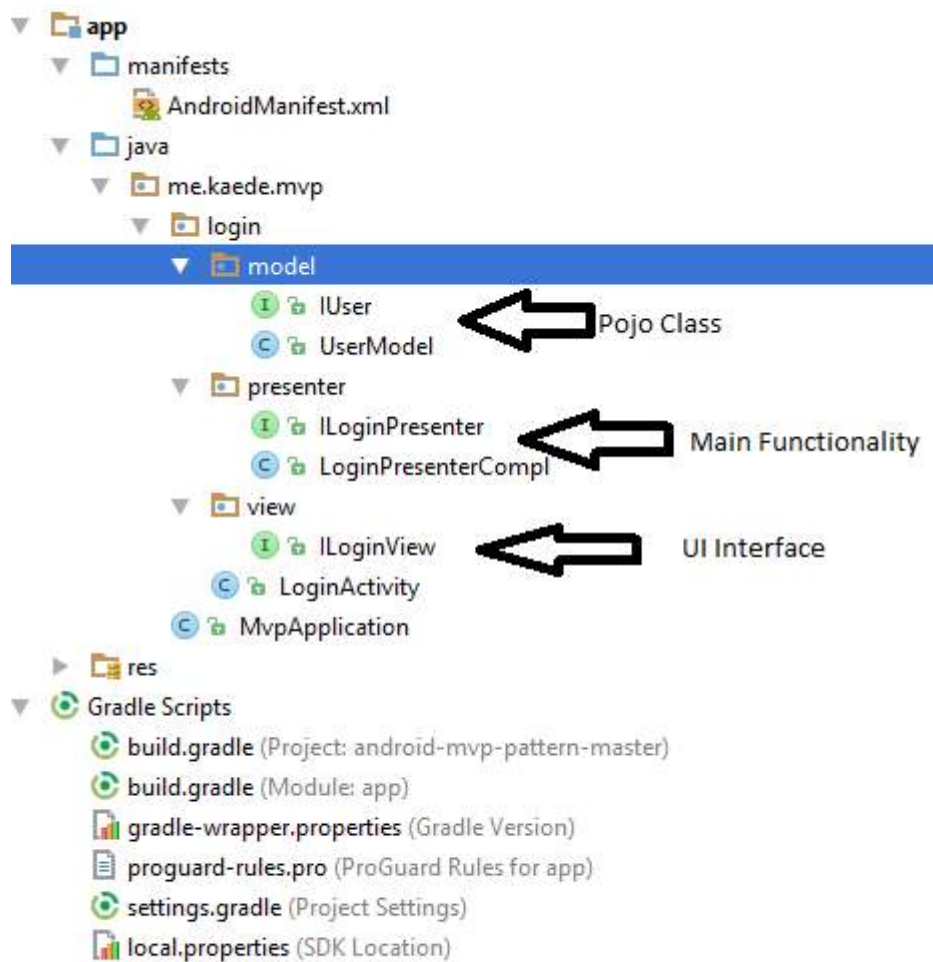 app
manifests
AndroidManifest.xml
java
me.kaede.mvp
login
model
I IUser
Pojo Class
C UserModel
presenter
I ILoginPresenter
Main Functionality
C LoginPresenterCompl
view
I ILoginView
UI Interface
C LoginActivity
C MvpApplication
res
Gradle Scripts
build.gradle (Project: android-mvp-pattern-master)
build.gradle (Module: app)
gradle-wrapper.properties (Gradle Version)
proguard-rules.pro (ProGuard Rules for app)
settings.gradle (Project Settings)
local.properties (SDK Location)